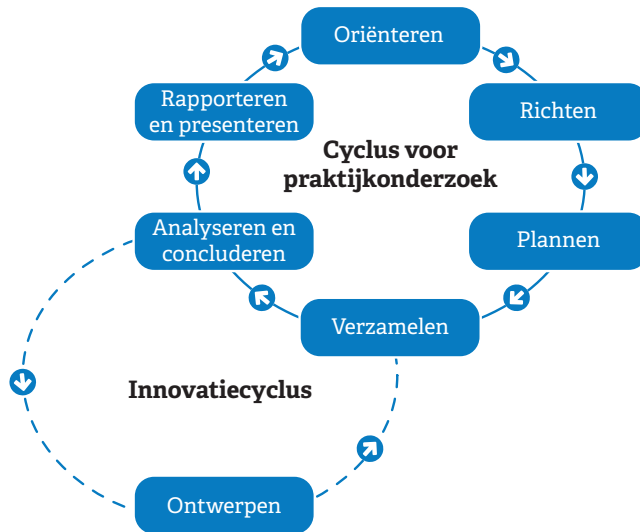 Oriënteren
Rapporteren
en presenteren
Richten
Cyclus voor
praktijkonderzoek
Analyseren en
concluderen
Plannen
Verzamelen
Innovatiecyclus
Ontwerpen